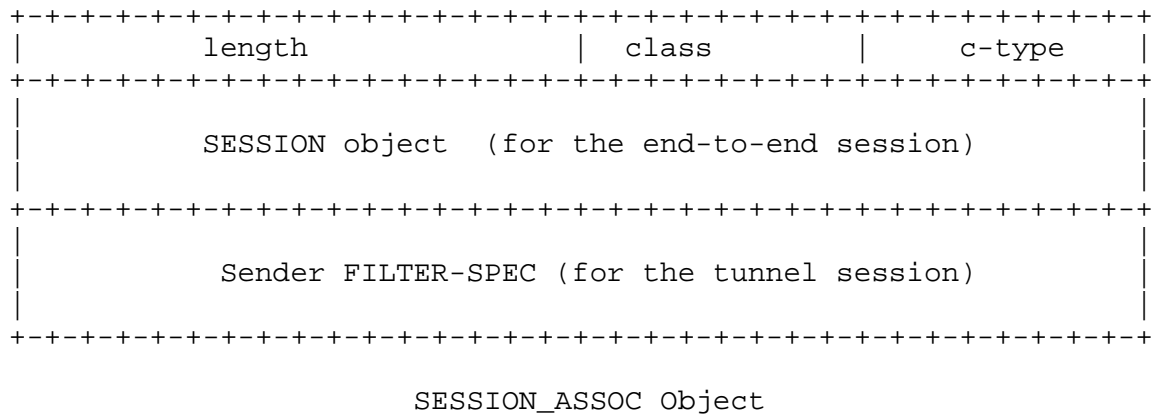 +-+-+-+-+-+-+-+-+-+-+-+-+-+-+-+-+-+-+-+-+-+-+-+-+-+-+-+-+-+-+-+-+
| length | class | c-type |
+-+-+-+-+-+-+-+-+-+-+-+-+-+-+-+-+-+-+-+-+-+-+-+-+-+-+-+-+-+-+-+-+
| |
| SESSION object (for the end-to-end session) |
| |
+-+-+-+-+-+-+-+-+-+-+-+-+-+-+-+-+-+-+-+-+-+-+-+-+-+-+-+-+-+-+-+-+
| |
| Sender FILTER-SPEC (for the tunnel session) |
| |
+-+-+-+-+-+-+-+-+-+-+-+-+-+-+-+-+-+-+-+-+-+-+-+-+-+-+-+-+-+-+-+-+
SESSION_ASSOC Object